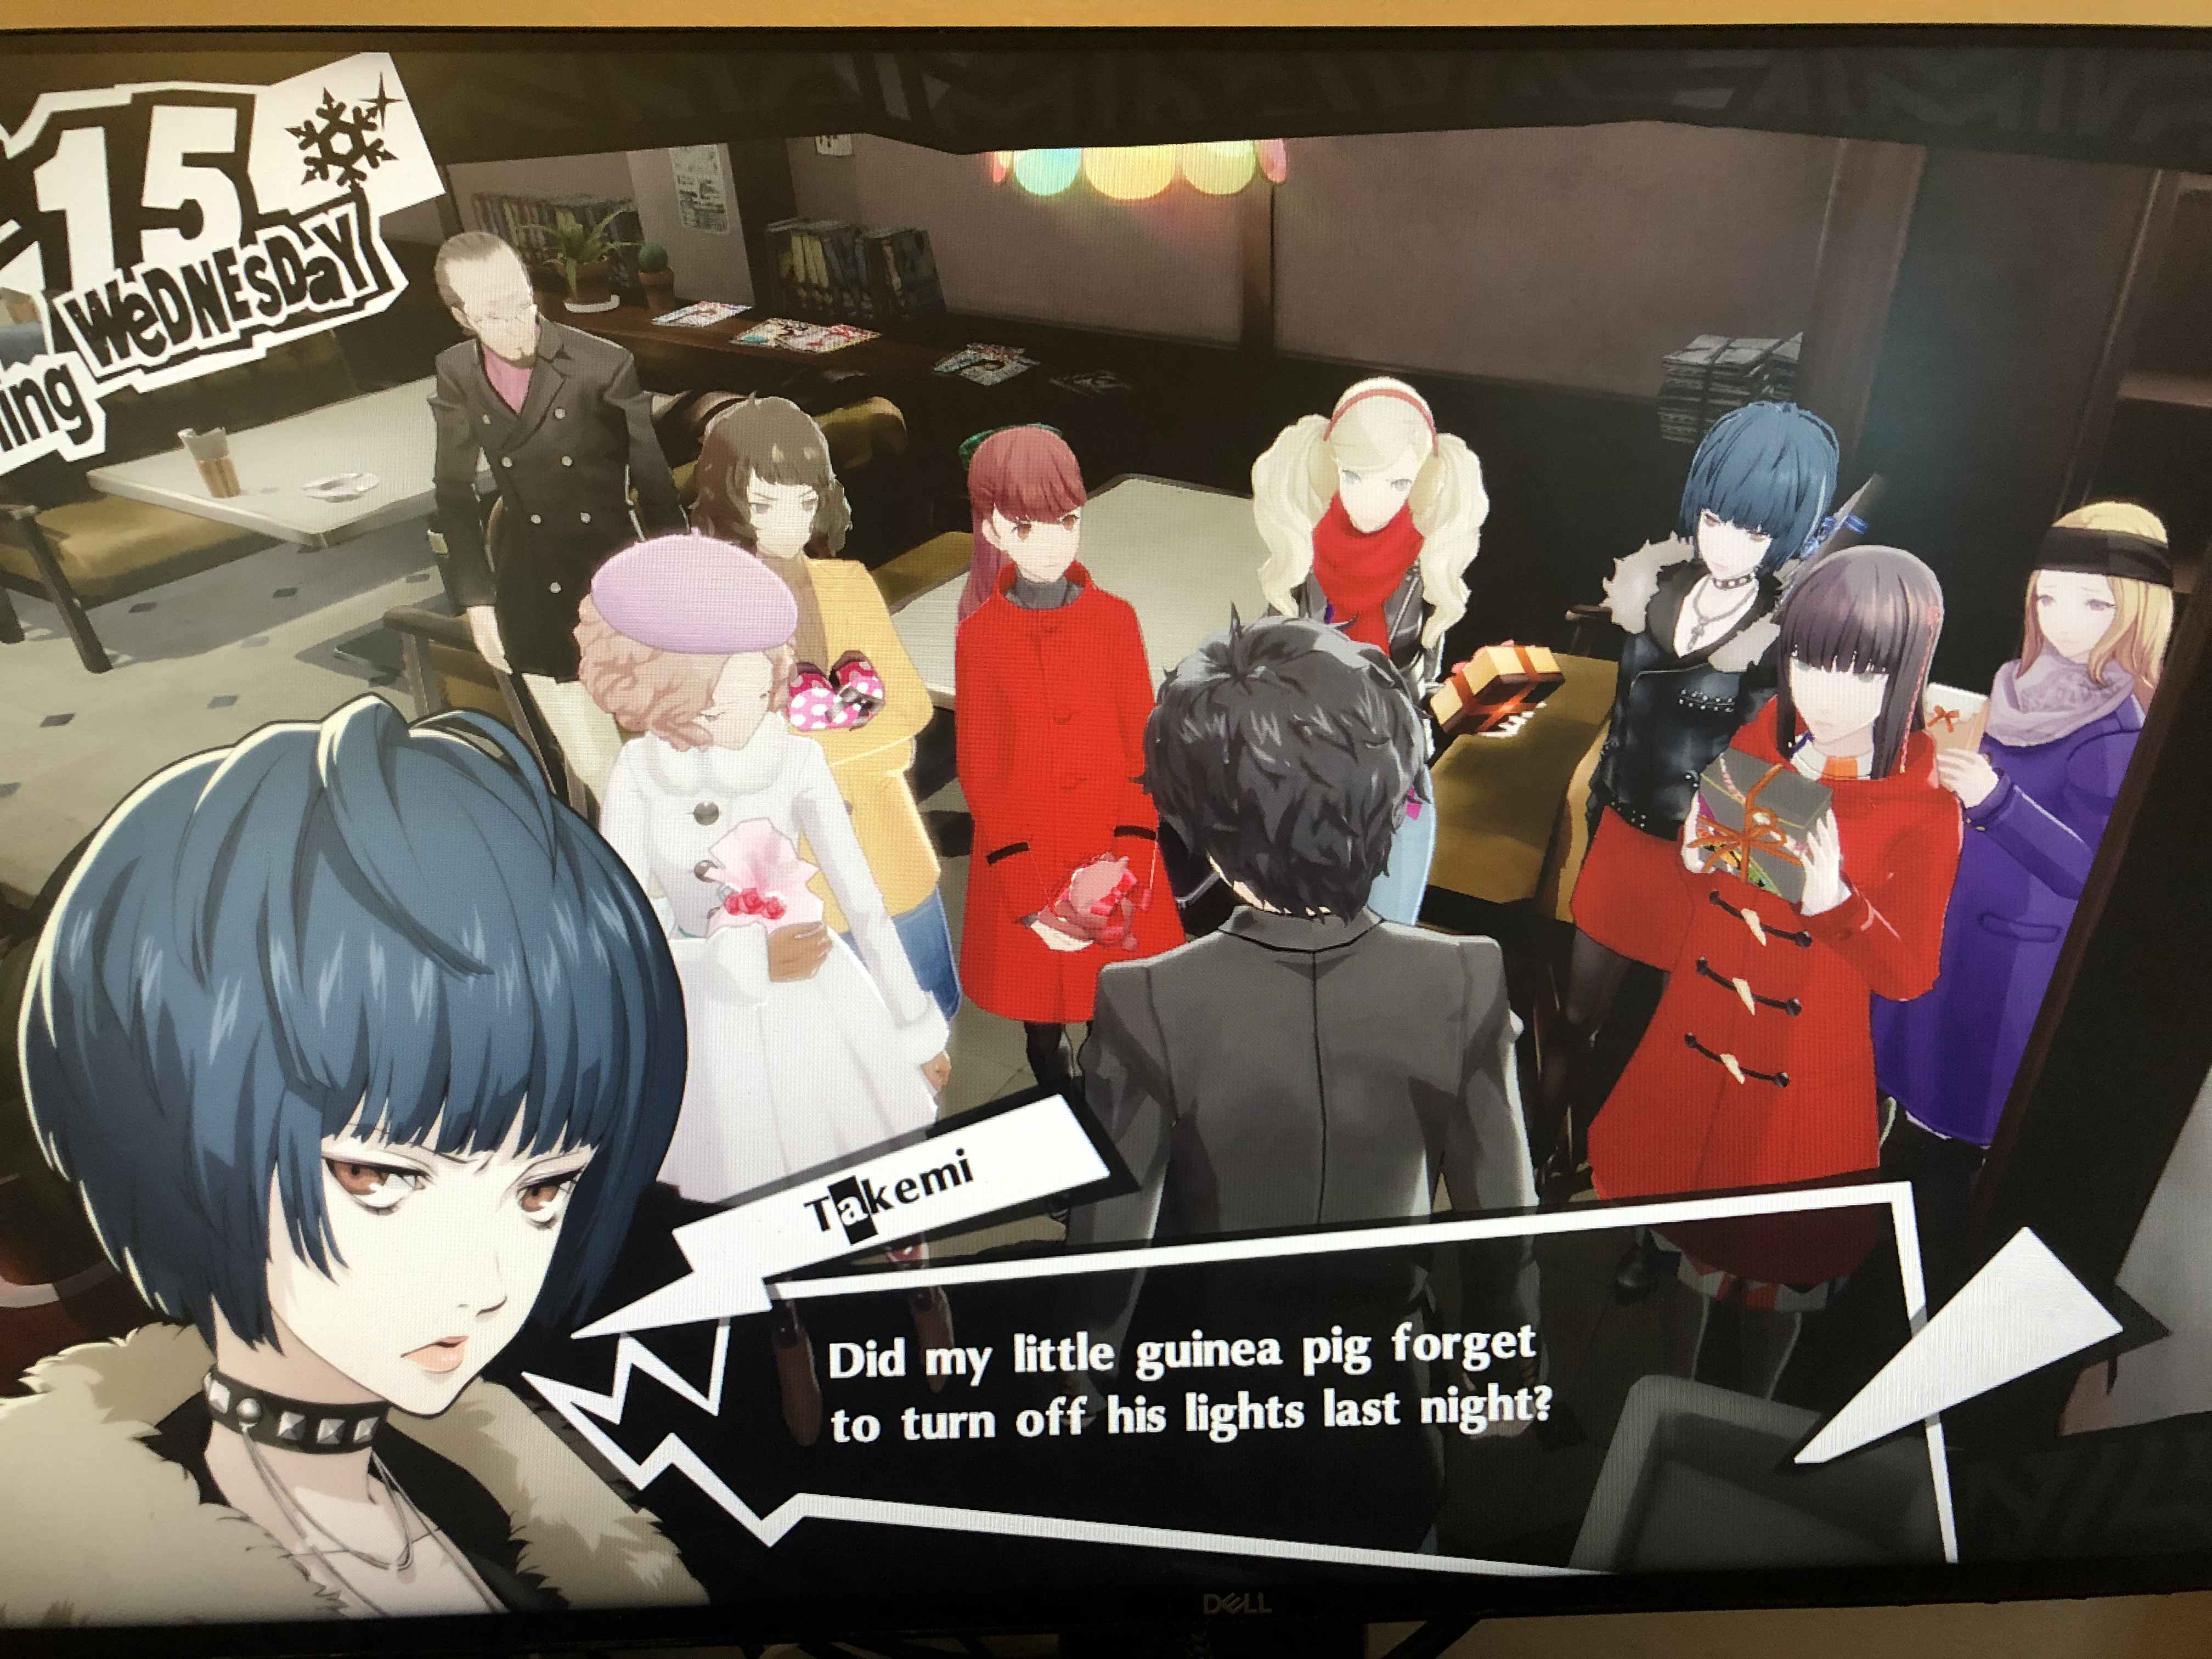 15
WeDNESDaY
ing
Takemi
Did my little guinea pig forget
to turn off his lights last night?
DELL